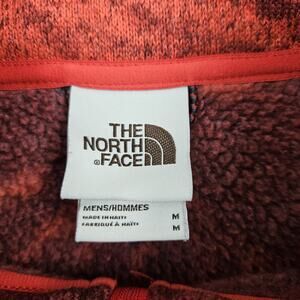 THE
NORTH
FACE
MENS/HOMMES
MADE IN HAITI M
FABRIQUÉ À HAÏTI M